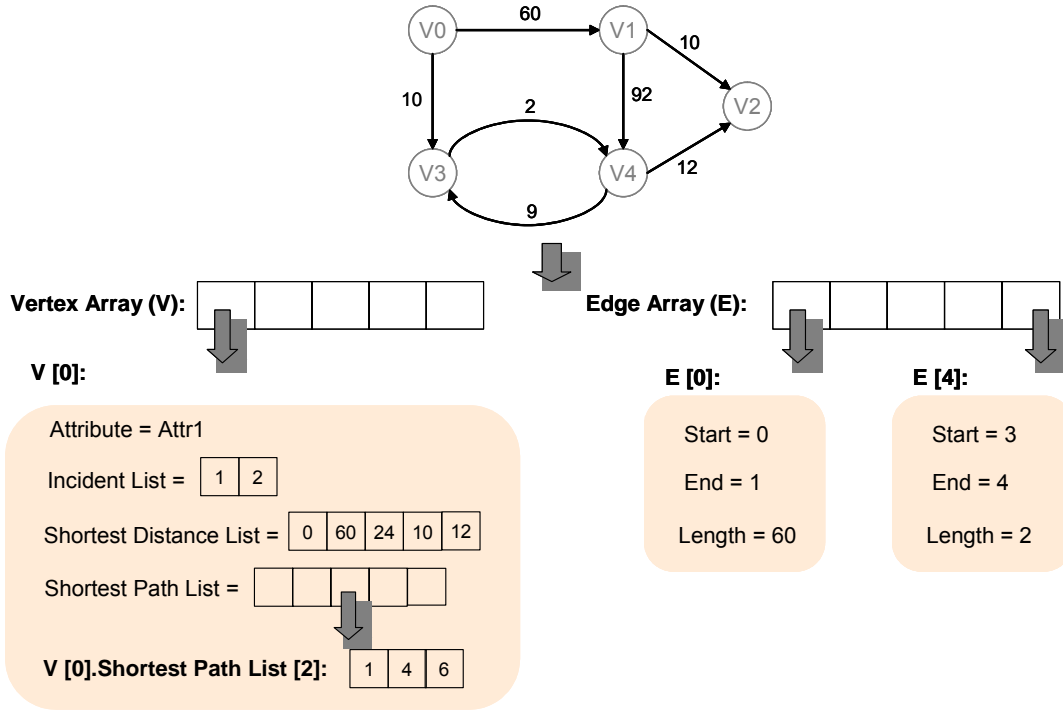 60
V0
V1
10
10
92
2
V2
V3
V4
12
9
Vertex Array (V):
Edge Array (E):
V [0]:
E [0]:
E [4]:
Attribute = Attr1
Incident List = 1 2
Shortest Distance List = 0 60 24 10 12
Shortest Path List =
V [0].Shortest Path List [2]: 1 4 6
Start = 0
End = 1
Length = 60
Start = 3
End = 4
Length = 2